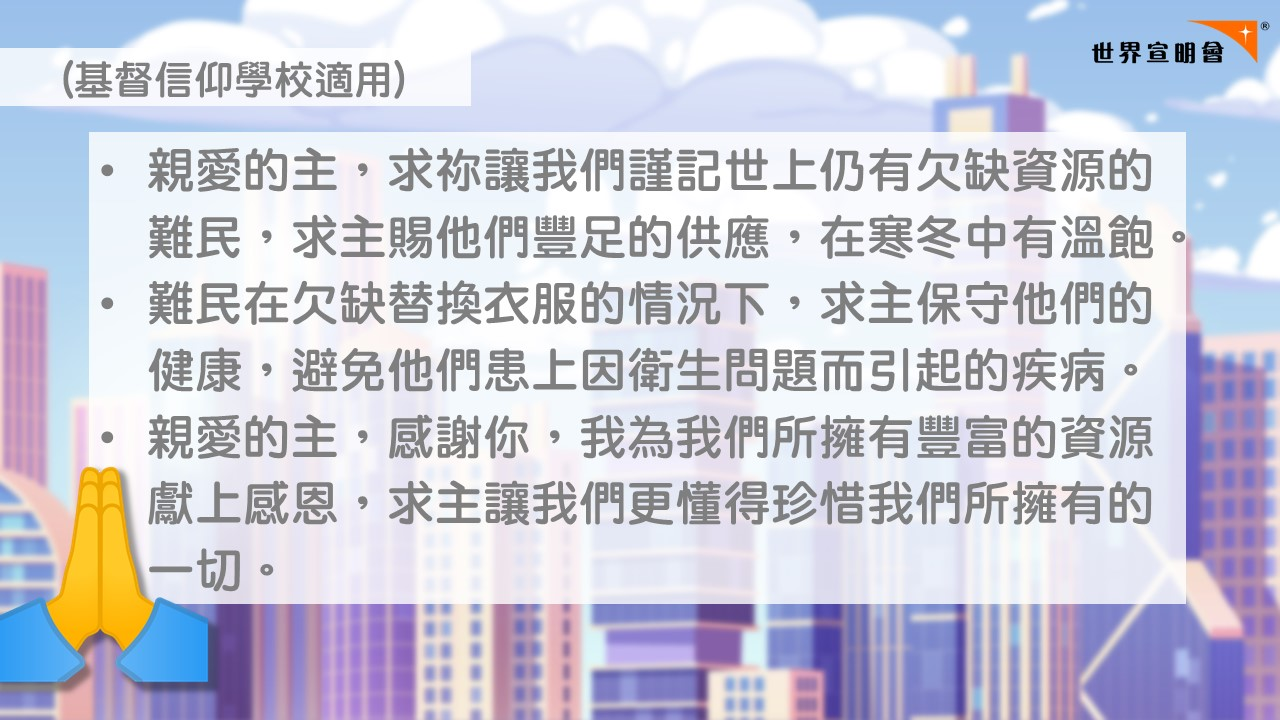 世界宣明會®
(基督信仰學校適用)
• 親愛的主，求祢讓我們謹記世上仍有欠缺資源的
難民，求主賜他們豐足的供應，在寒冬中有溫飽。
• 難民在欠缺替換衣服的情況下，求主保守他們的
健康，避免他們患上因衛生問題而引起的疾病。
• 親愛的主，感謝你，我為我們所擁有豐富的資源
獻上感恩，求主讓我們更懂得珍惜我們所擁有的
一切。